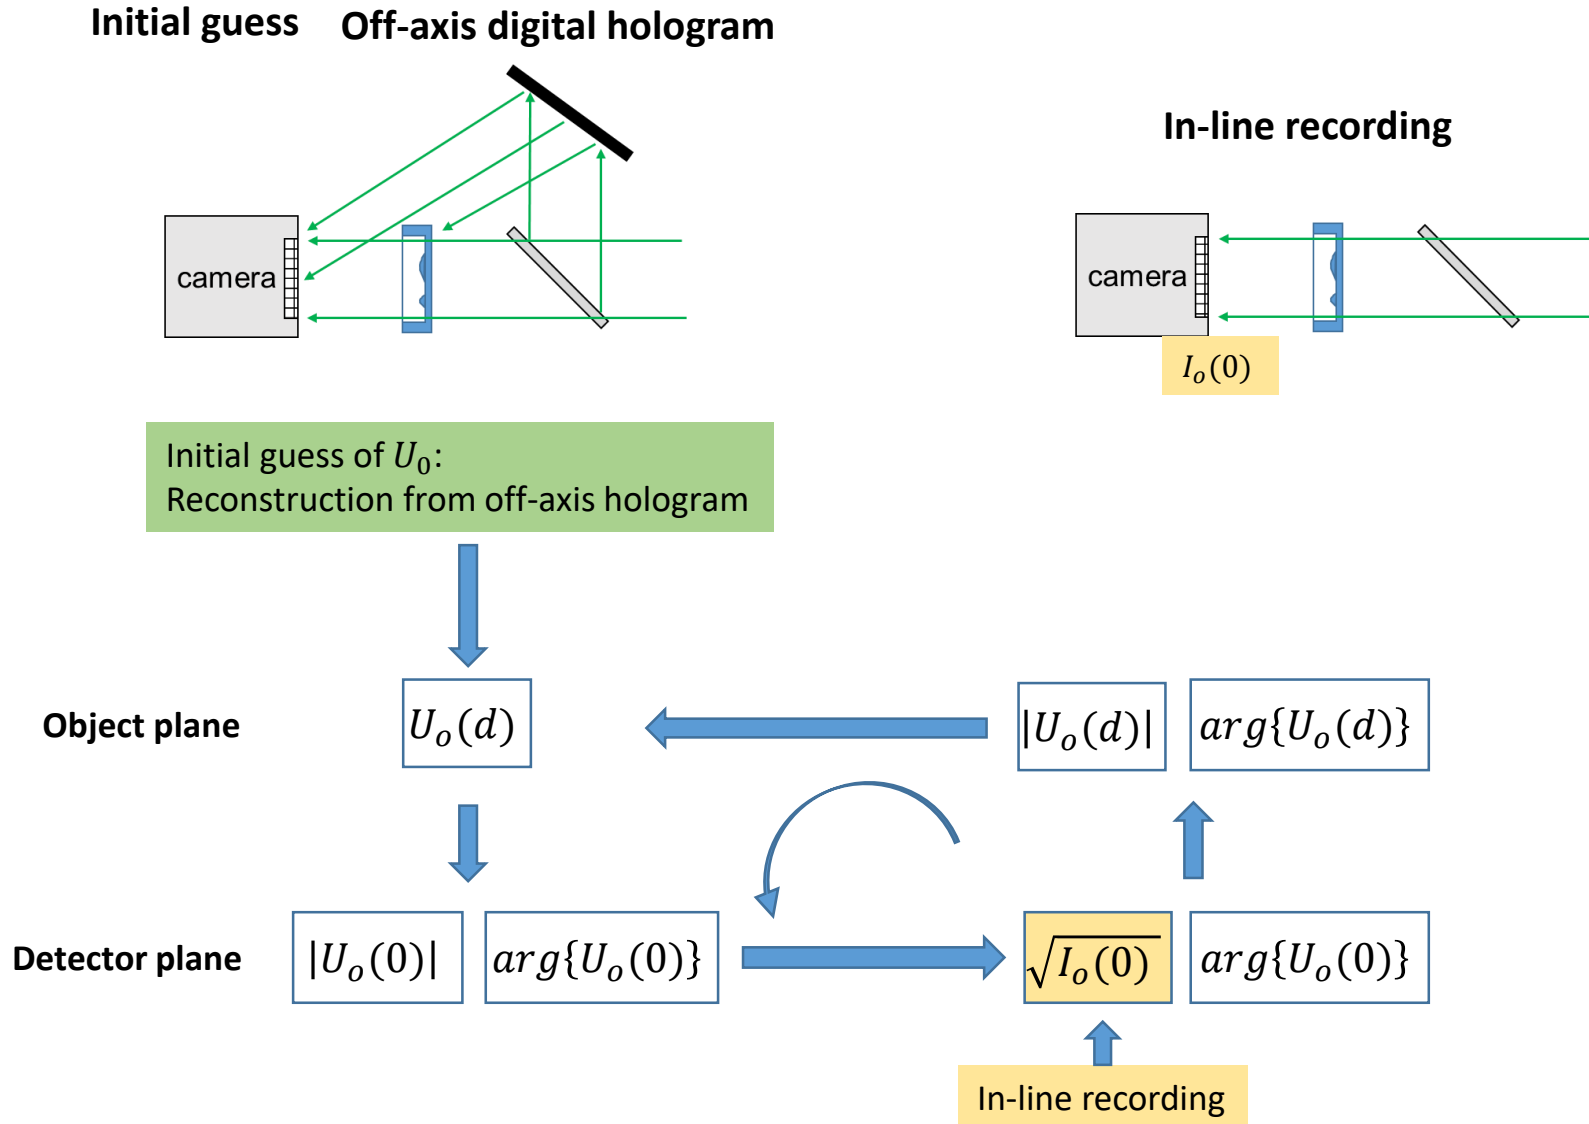 Initial guess
Off-axis digital hologram
In-line recording
camera
camera
I_o(0)
Initial guess of U_0:
Reconstruction from off-axis hologram
Object plane
U_o(d)
|U_o(d)|
arg{U_o(d)}
Detector plane
|U_o(0)|
arg{U_o(0)}
√I_o(0)
arg{U_o(0)}
In-line recording